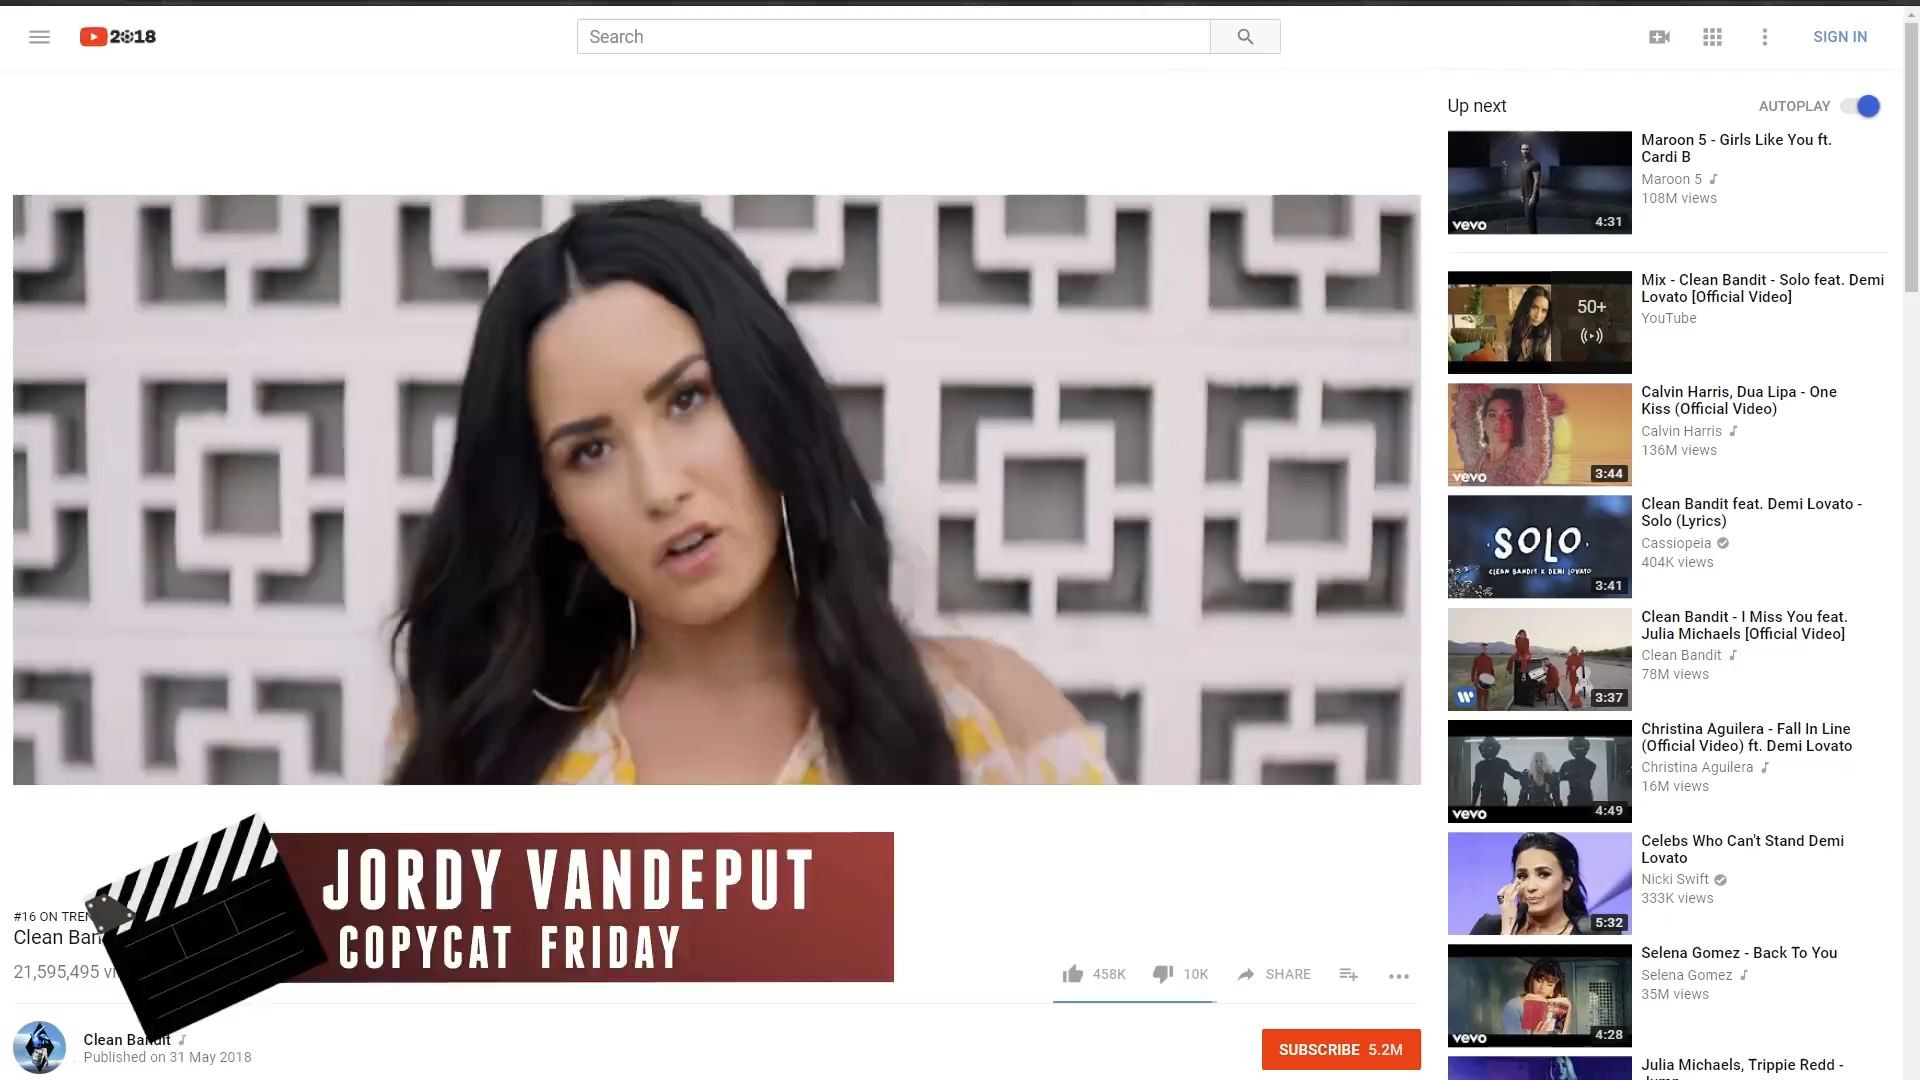 2018
Search
SIGN IN
Up next
AUTOPLAY
Maroon 5 - Girls Like You ft.
Cardi B
Maroon 5
108M views
vevo
4:31
Mix - Clean Bandit - Solo feat. Demi
Lovato [Official Video]
YouTube
50+
Calvin Harris, Dua Lipa - One
Kiss (Official Video)
Calvin Harris
136M views
vevo
3:44
Clean Bandit feat. Demi Lovato -
Solo (Lyrics)
Cassiopeia
404K views
SOLO
CLEAN BANDIT X DEMI LOVATO
3:41
Clean Bandit - I Miss You feat.
Julia Michaels [Official Video]
Clean Bandit
78M views
3:37
Christina Aguilera - Fall In Line
(Official Video) ft. Demi Lovato
Christina Aguilera
16M views
vevo
4:49
Celebs Who Can't Stand Demi
Lovato
Nicki Swift
333K views
5:32
Selena Gomez - Back To You
Selena Gomez
35M views
vevo
4:28
Julia Michaels, Trippie Redd -
JORDY VANDEPUT
COPYCAT FRIDAY
#16 ON TREN
Clean Ban
21,595,495 vi
458K
10K
SHARE
Clean Bandit
Published on 31 May 2018
SUBSCRIBE 5.2M